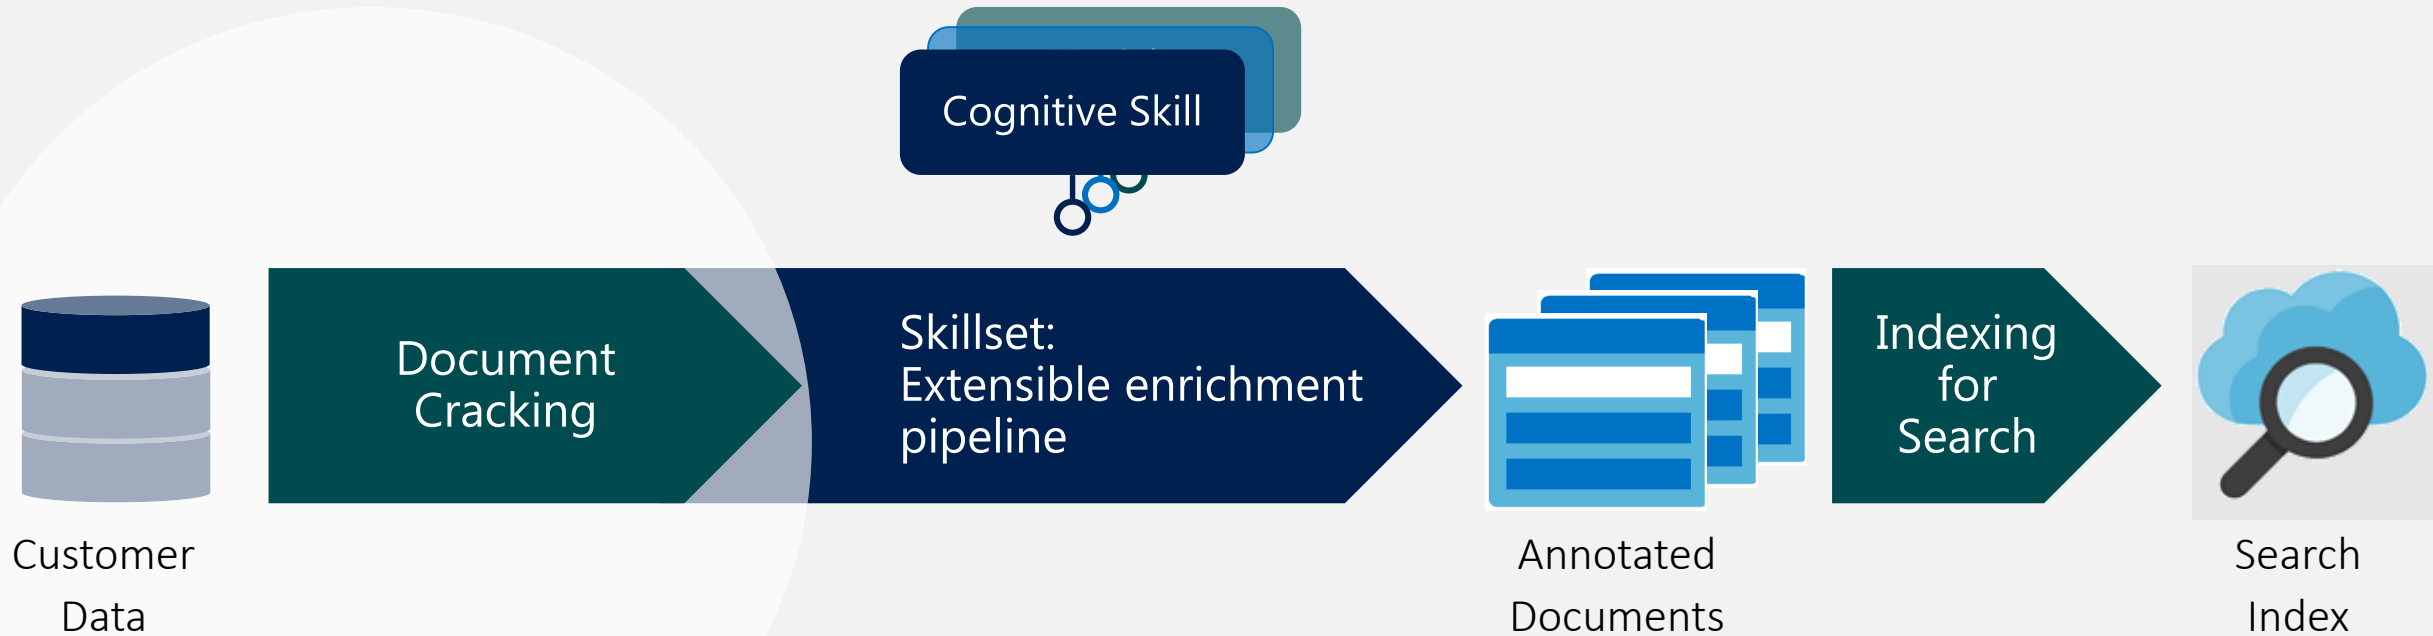 Cognitive Skill
Document
Cracking
Skillset:
Extensible enrichment
pipeline
Indexing
for
Search
Customer
Data
Annotated
Documents
Search
Index